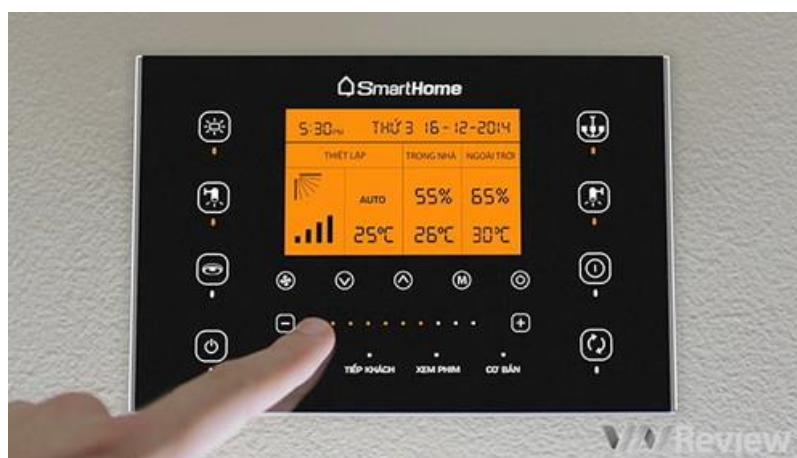 SmartHome
5:30PM THỨ 3 16-12-2014
THIẾT LẬP TRONG NHÀ NGOÀI TRỜI
AUTO 55% 65%
25°C 26°C 30°C
M
TIẾP KHÁCH XEM PHIM CƠ BẢN
Review